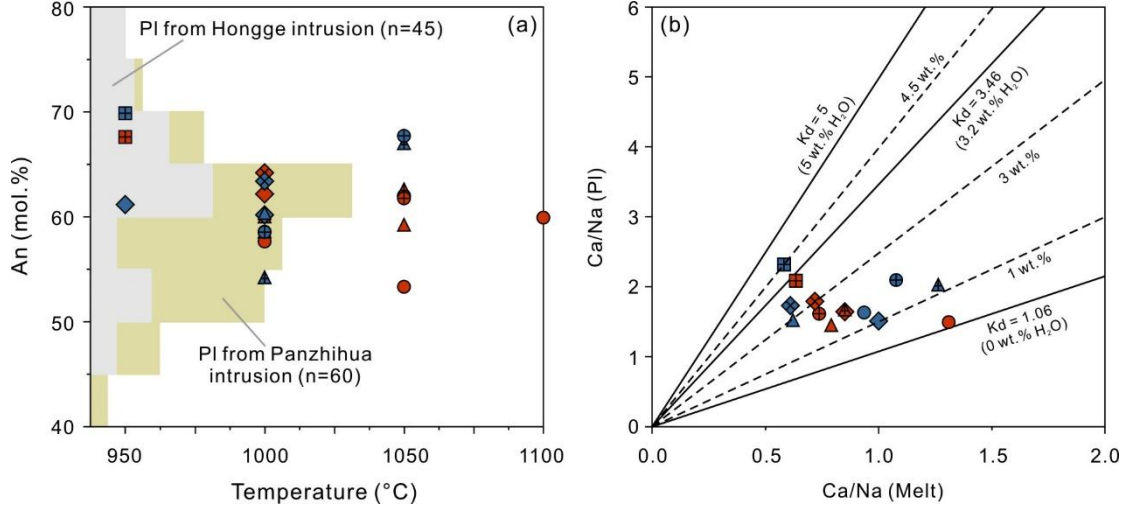 (a)
Pl from Hongge intrusion (n=45)
Pl from Panzhihua
intrusion (n=60)
An (mol.%)
80
70
60
50
40
950
1000
1050
1100
Temperature (°C)
(b)
Kd = 5
(5 wt.% H₂O)
4.5 wt.%
Kd = 3.46
(3.2 wt.% H₂O)
3 wt.%
1 wt.%
Kd = 1.06
(0 wt.% H₂O)
Ca/Na (Pl)
6
5
4
3
2
1
0
0.0
0.5
1.0
1.5
2.0
Ca/Na (Melt)